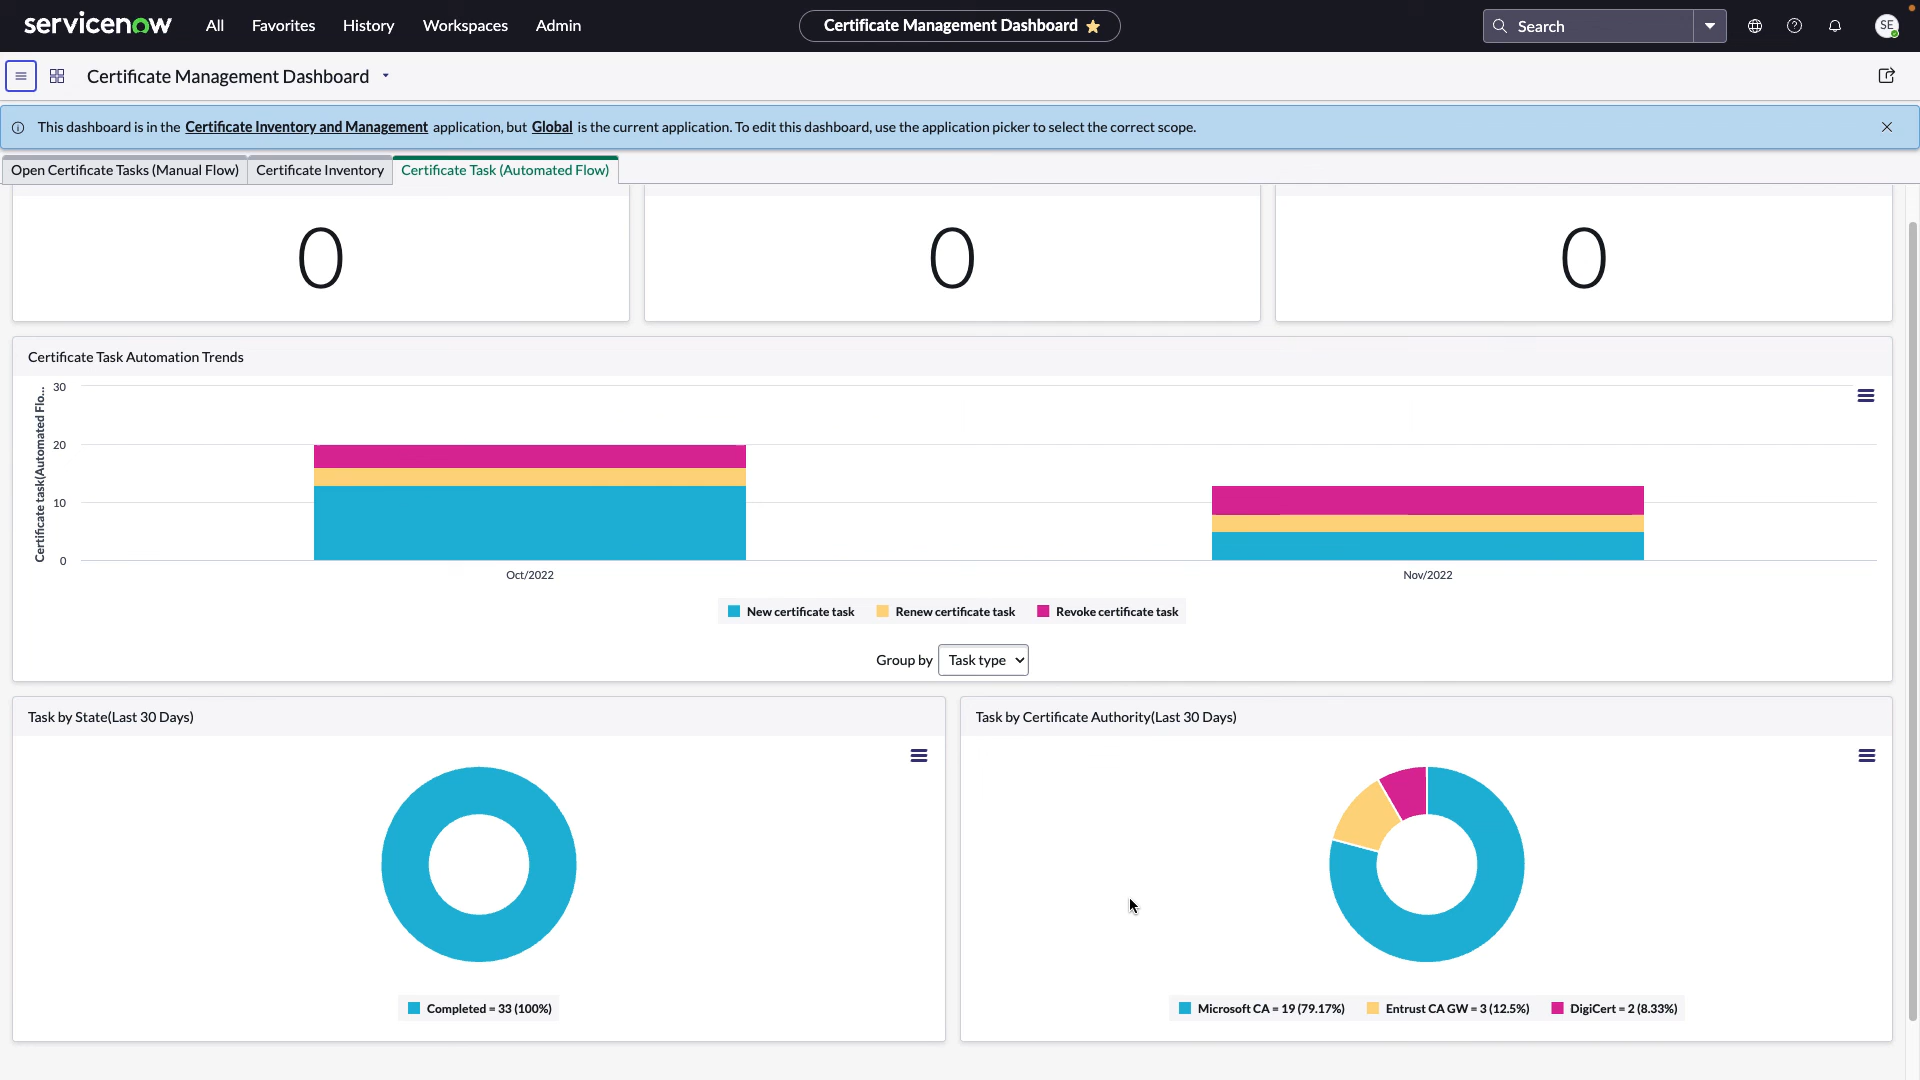 servicenow All Favorites History Workspaces Admin Certificate Management Dashboard Search SE
Certificate Management Dashboard
This dashboard is in the Certificate Inventory and Management application, but Global is the current application. To edit this dashboard, use the application picker to select the correct scope.
Open Certificate Tasks (Manual Flow) Certificate Inventory Certificate Task (Automated Flow)
0 0 0
Certificate Task Automation Trends
Certificate task(Automated Flo...
30
20
10
0
Oct/2022 Nov/2022
New certificate task Renew certificate task Revoke certificate task
Group by Task type
Task by State(Last 30 Days) Task by Certificate Authority(Last 30 Days)
Completed = 33 (100%) Microsoft CA = 19 (79.17%) Entrust CA GW = 3 (12.5%) DigiCert = 2 (8.33%)